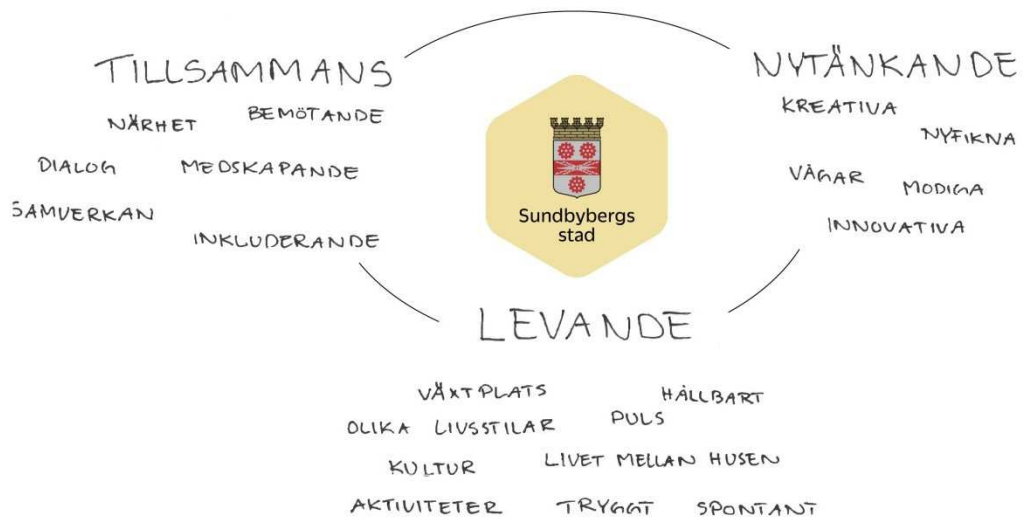 TILLSAMMANS
NÄRHET
BEMÖTANDE
DIALOG
MEDSKAPANDE
SAMVERKAN
INKLUDERANDE
NYTÄNKANDE
KREATIVA
NYFIKNA
VÅGAR
MODIGA
INNOVATIVA
Sundbybergs
stad
LEVANDE
VÄXTPLATS
HÅLLBART
OLIKA LIVSSTILAR
PULS
KULTUR
LIVET MELLAN HUSEN
AKTIVITETER
TRYGGT
SPONTANT